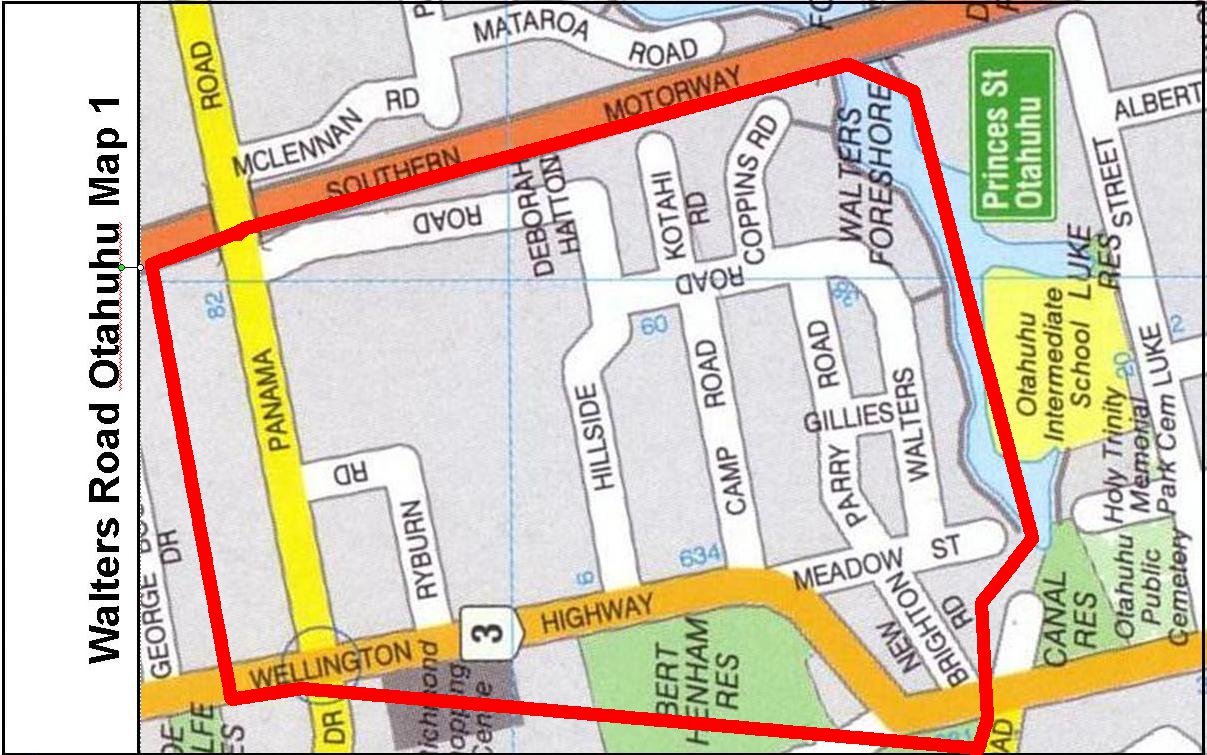 Walters Road Otahuhu Map 1
ROAD
MATAROA
ROAD
RD
MCLENNAN
MOTORWAY
SOUTHERN
ROAD
DEBORAH
HATTON
KOTAHI
RD
COPPINS RD
WALTERS
FORESHORE
Princes St
Otahuhu
ALBERT
STREET
LUKE
RES
ROAD
82
60
PANAMA
HILLSIDE
ROAD
CAMP
ROAD
PARRY
GILLIES
WALTERS
Otahuhu
Intermediate
School
20
2
LUKE
RD
RYBURN
GEORGE
DR
6
634
MEADOW
ST
3
HIGHWAY
WELLINGTON
NEW
BRIGHTON
RD
CANAL
RES
Otahuhu
Public
Cemetery
Holy Trinity
Memorial
Park Cem
RES
DR